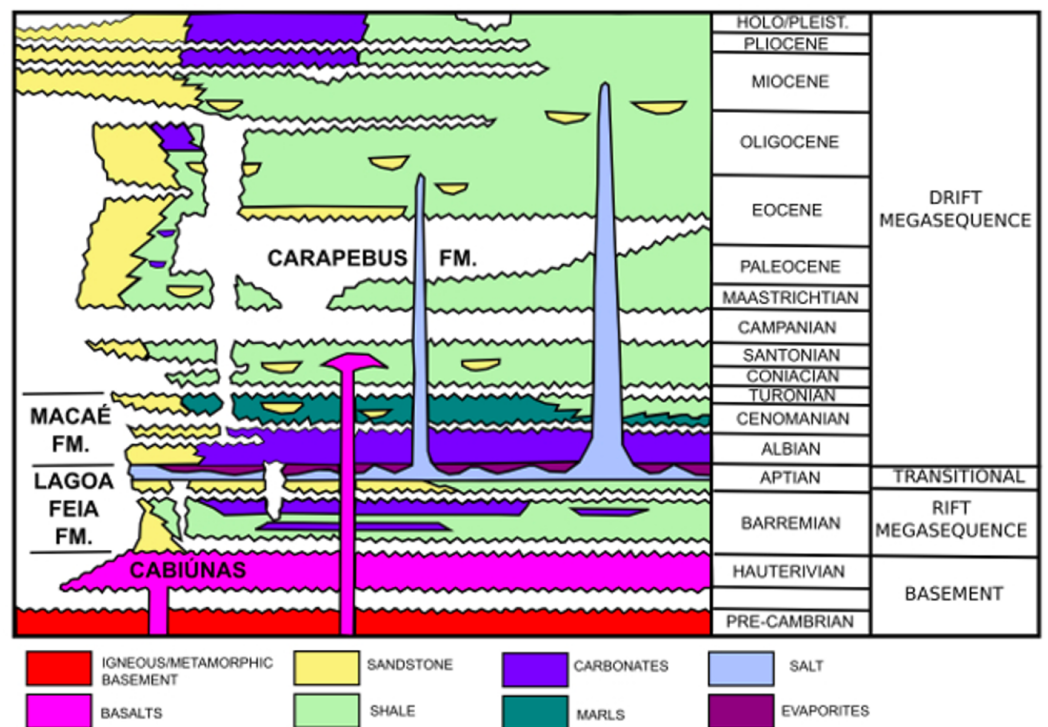 HOLO/PLEIST.
PLIOCENE
MIOCENE
OLIGOCENE
EOCENE
PALEOCENE
MAASTRICHTIAN
CAMPANIAN
SANTONIAN
CONIACIAN
TURONIAN
CENOMANIAN
ALBIAN
APTIAN
BARREMIAN
HAUTERIVIAN
PRE-CAMBRIAN
DRIFT
MEGASEQUENCE
TRANSITIONAL
RIFT
MEGASEQUENCE
BASEMENT
CARAPEBUS FM.
MACAÉ
FM.
LAGOA
FEIA
FM.
CABIÚNAS
IGNEOUS/METAMORPHIC
BASEMENT
SANDSTONE
CARBONATES
SALT
BASALTS
SHALE
MARLS
EVAPORITES